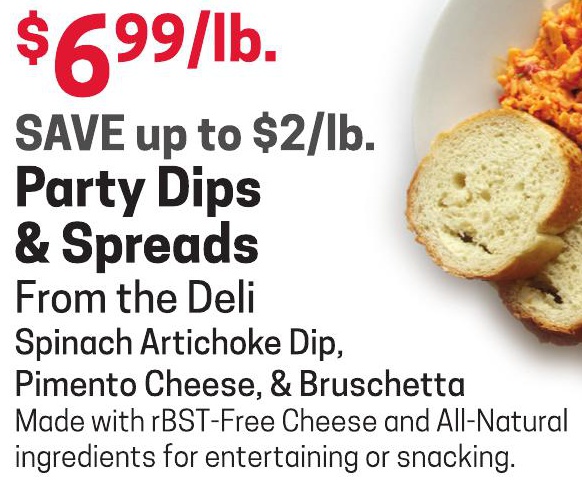 $6.99/lb.
SAVE up to $2/lb.
Party Dips
& Spreads
From the Deli
Spinach Artichoke Dip,
Pimento Cheese, & Bruschetta
Made with rBST-Free Cheese and All-Natural
ingredients for entertaining or snacking.